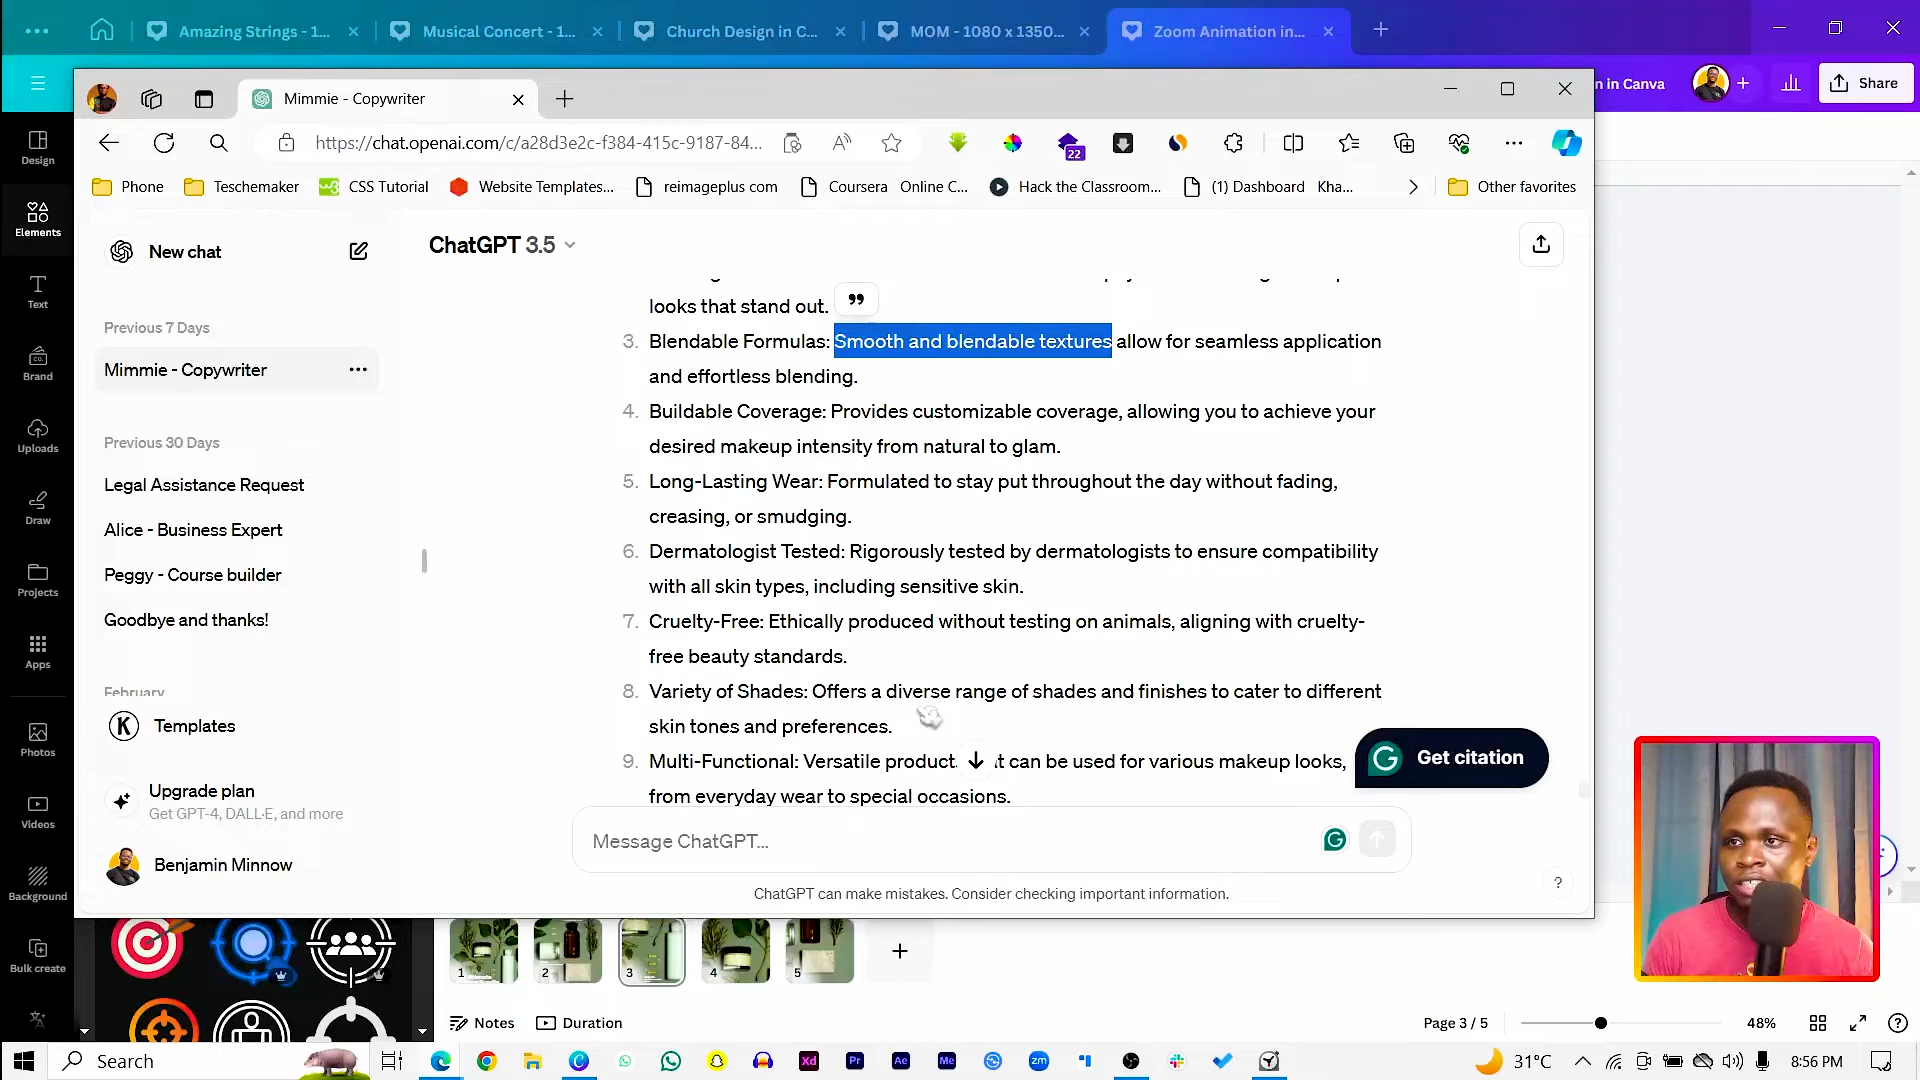 Amazing Strings - 1...
Musical Concert - 1...
Church Design in C...
MOM - 1080 x 1350...
Zoom Animation in...
n in Canva
Share
Mimmie - Copywriter
https://chat.openai.com/c/a28d3e2c-f384-415c-9187-84...
22
Phone
Teschemaker
CSS Tutorial
Website Templates...
reimageplus com
Coursera Online C...
Hack the Classroom...
(1) Dashboard Kha...
Other favorites
Design
Elements
Text
Brand
Uploads
Draw
Projects
Apps
Photos
Videos
Background
Bulk create
New chat
Previous 7 Days
Mimmie - Copywriter
Previous 30 Days
Legal Assistance Request
Alice - Business Expert
Peggy - Course builder
Goodbye and thanks!
February
K Templates
Upgrade plan
Get GPT-4, DALL·E, and more
Benjamin Minnow
ChatGPT 3.5
looks that stand out.
3. Blendable Formulas: Smooth and blendable textures allow for seamless application
and effortless blending.
4. Buildable Coverage: Provides customizable coverage, allowing you to achieve your
desired makeup intensity from natural to glam.
5. Long-Lasting Wear: Formulated to stay put throughout the day without fading,
creasing, or smudging.
6. Dermatologist Tested: Rigorously tested by dermatologists to ensure compatibility
with all skin types, including sensitive skin.
7. Cruelty-Free: Ethically produced without testing on animals, aligning with cruelty-
free beauty standards.
8. Variety of Shades: Offers a diverse range of shades and finishes to cater to different
skin tones and preferences.
9. Multi-Functional: Versatile product t can be used for various makeup looks,
from everyday wear to special occasions.
Get citation
Message ChatGPT...
ChatGPT can make mistakes. Consider checking important information.
?
1
2
3
4
5
Notes
Duration
Page 3 / 5
48%
Search
Xd
Pr
Ae
Me
zm
31°C
8:56 PM